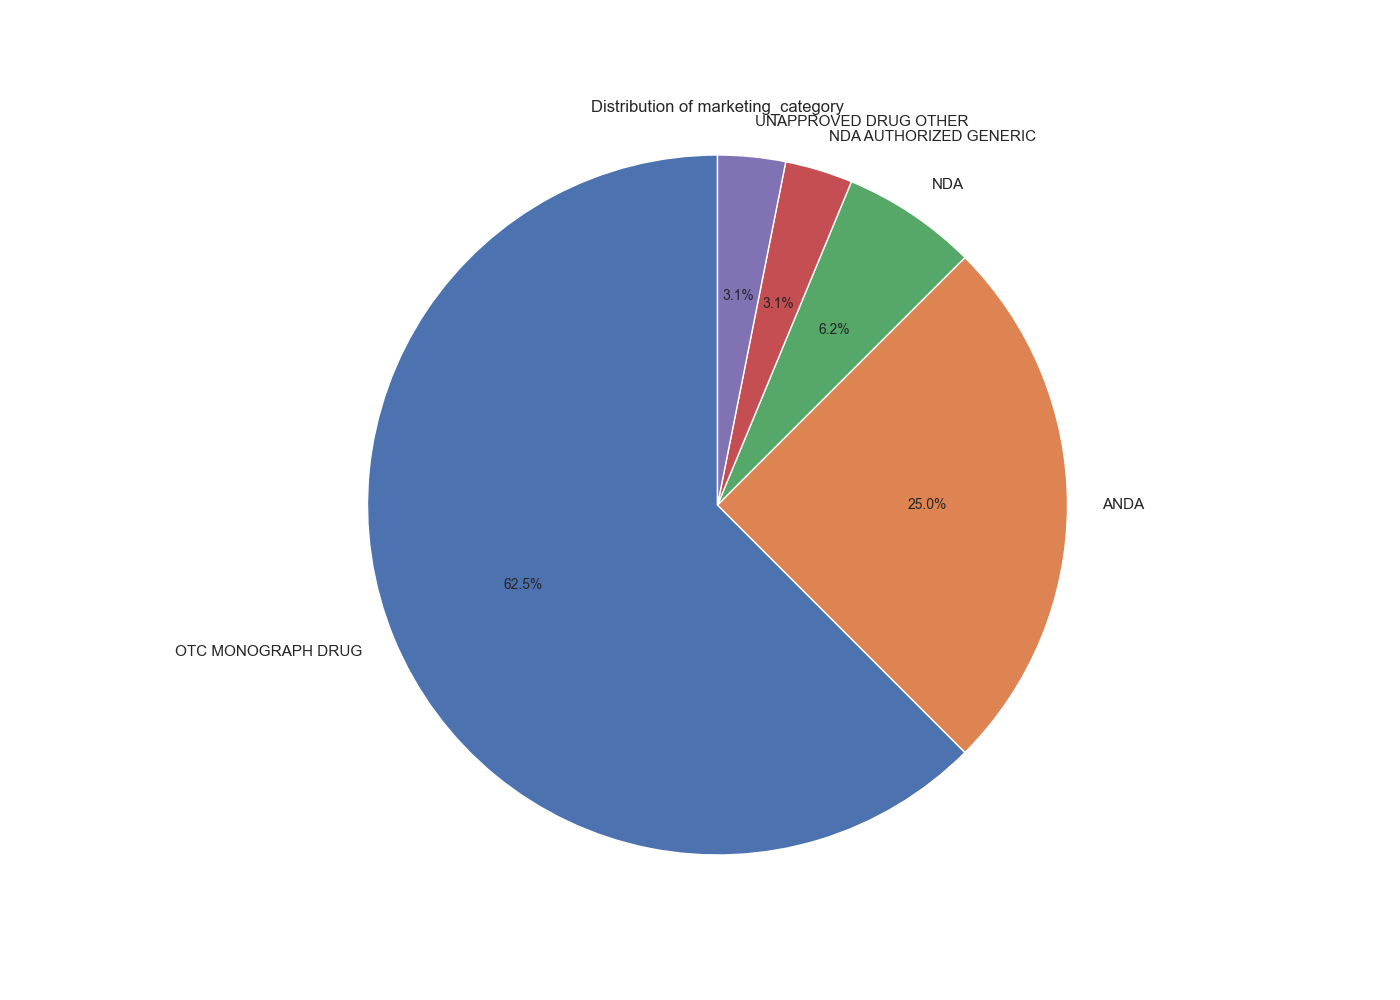 Distribution of marketing_category
UNAPPROVED DRUG OTHER
NDA AUTHORIZED GENERIC
NDA
3.1%
3.1%
6.2%
25.0%
ANDA
62.5%
OTC MONOGRAPH DRUG